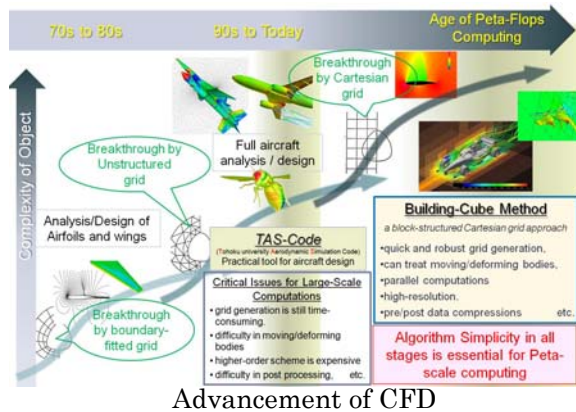 70s to 80s
90s to Today
Age of Peta-Flops
Computing
Complexity of Object
Breakthrough
by Cartesian
grid
Breakthrough by
Unstructured
grid
Full aircraft
analysis / design
Analysis/Design of
Airfoils and wings
Breakthrough
by boundary-
fitted grid
TAS-Code
(Tohoku university Aerodynamic Simulation Code)
Practical tool for aircraft design
Critical Issues for Large-Scale
Computations
• grid generation is still time-
consuming.
• difficulty in moving/deforming
bodies
• higher-order scheme is expensive
• difficulty in post processing, etc.
Building-Cube Method
a block-structured Cartesian grid approach
•quick and robust grid generation,
•can treat moving/deforming bodies,
•parallel computations
•high-resolution.
•pre/post data compressions etc.
Algorithm Simplicity in all
stages is essential for Peta-
scale computing
Advancement of CFD